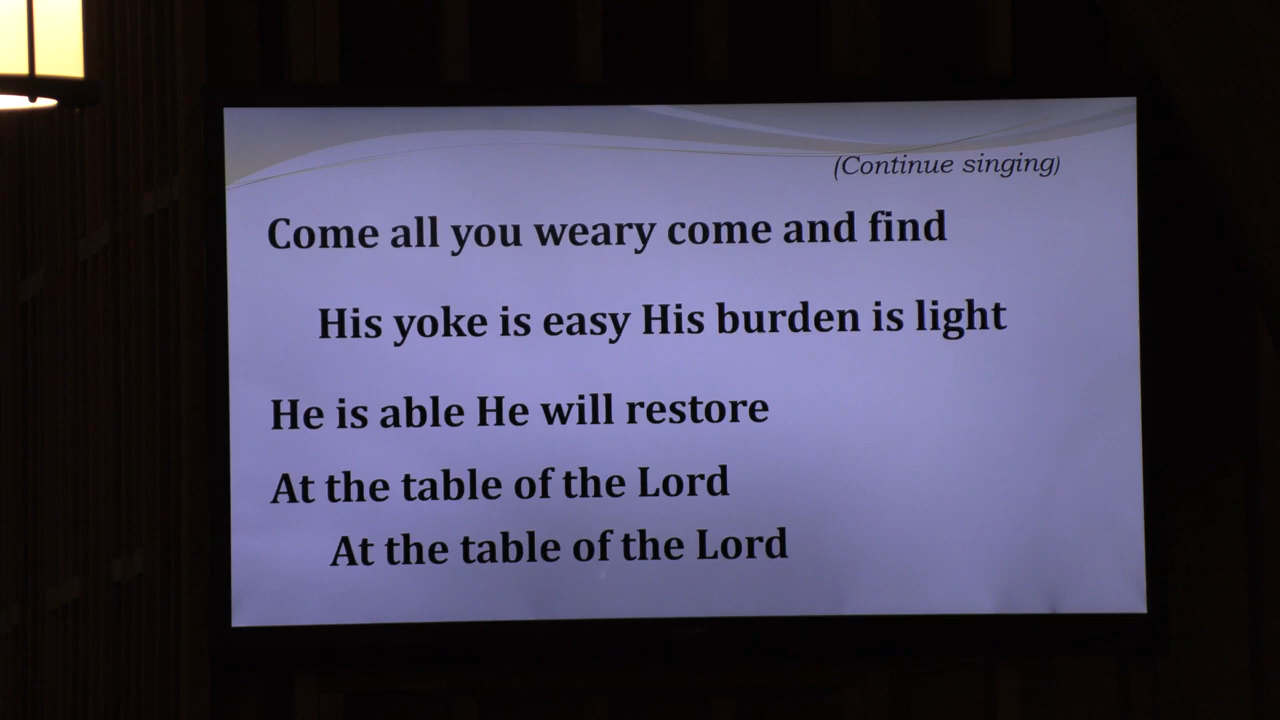 (Continue singing)
Come all you weary come and find
His yoke is easy His burden is light
He is able He will restore
At the table of the Lord
At the table of the Lord